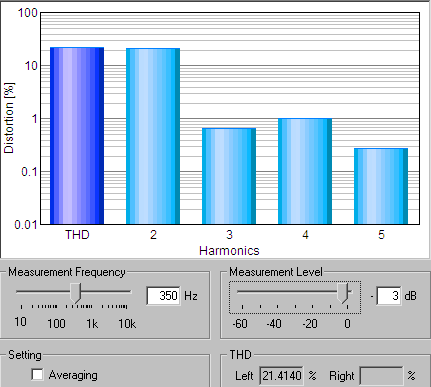 100
10
1
0.1
0.01
Distortion [%]
THD 2 3 4 5
Harmonics
Measurement Frequency
350 Hz
10 100 1k 10k
Measurement Level
- 3 dB
-60 -40 -20 0
Setting
Averaging
THD
Left 21.4140 % Right %